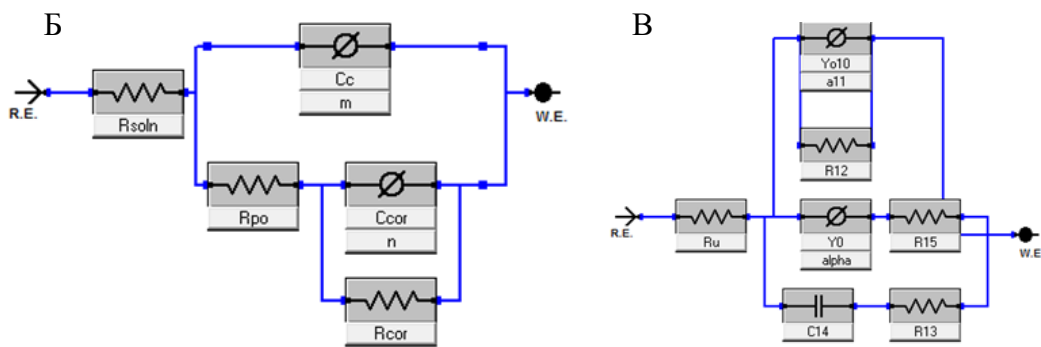 Б
R.E.
Rsoln
Cc
m
W.E.
Rpo
Ccor
n
Rcor
В
Yo10
a11
R12
R.E.
Ru
Y0
alpha
R15
W.E
C14
R13